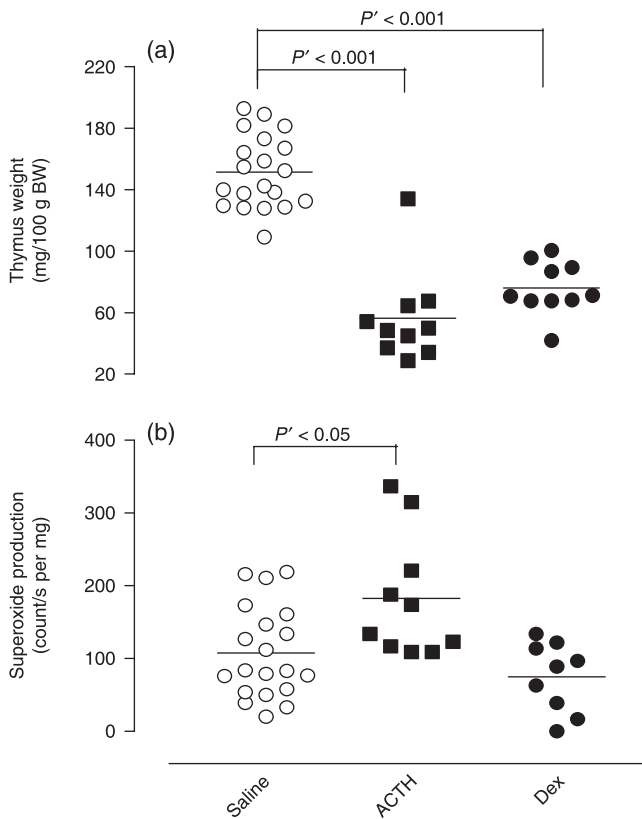 P′ < 0.001
(a)
P′ < 0.001
220
180
140
100
60
20
Thymus weight
(mg/100 g BW)
(b)
P′ < 0.05
400
300
200
100
0
Superoxide production
(count/s per mg)
Saline
ACTH
Dex